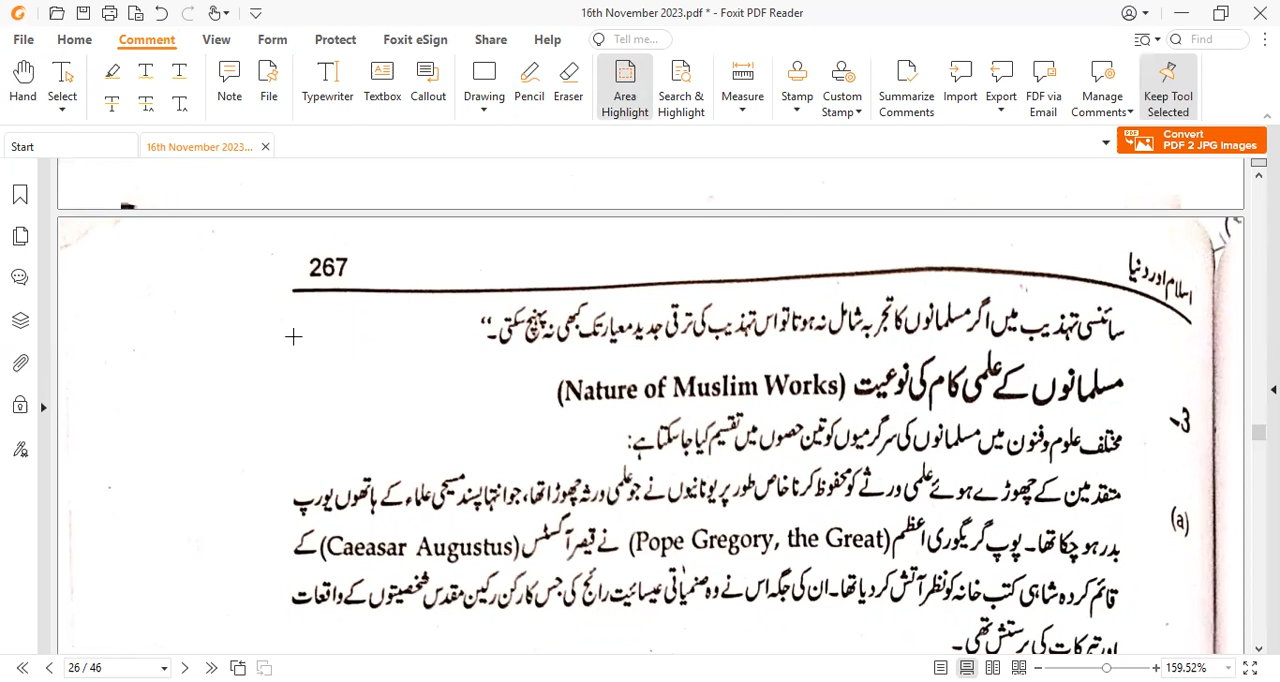 16th November 2023.pdf * - Foxit PDF Reader
File Home Comment View Form Protect Foxit eSign Share Help Tell me... Find
Hand Select Note File Typewriter Textbox Callout Drawing Pencil Eraser Area Highlight Search & Highlight Measure Stamp Custom Stamp Summarize Comments Import Export FDF via Email Manage Comments Keep Tool Selected
Start 16th November 2023... Convert PDF 2 JPG Images
اسلام اور دنیا 267
سائنسی تہذیب میں اگر مسلمانوں کا تجربہ شامل نہ ہوتا تو اس تہذیب کی ترقی جدید معیار تک کبھی نہ پہنچ سکتی۔“
3- مسلمانوں کے علمی کام کی نوعیت (Nature of Muslim Works)
مختلف علوم و فنون میں مسلمانوں کی سرگرمیوں کو تین حصوں میں تقسیم کیا جا سکتا ہے:
(a) متقدمین کے چھوڑے ہوئے علمی ورثے کو محفوظ کرنا خاص طور پر یونانیوں نے جو علمی ورثہ چھوڑا تھا، جو انتہا پسند مسیحی علماء کے ہاتھوں یورپ
بدر ہو چکا تھا۔ پوپ گریگوری اعظم (Pope Gregory, the Great) نے قیصر آگسٹس (Caeasar Augustus) کے
قائم کردہ شاہی کتب خانہ کو نظر آتش کر دیا تھا۔ ان کی جگہ اس نے وہ صنمیاتی عیسائیت رائج کی جس کا رکن رکین مقدس شخصیتوں کے واقعات
اور تبرکات کی پرستش تھی۔
26 / 46 159.52%